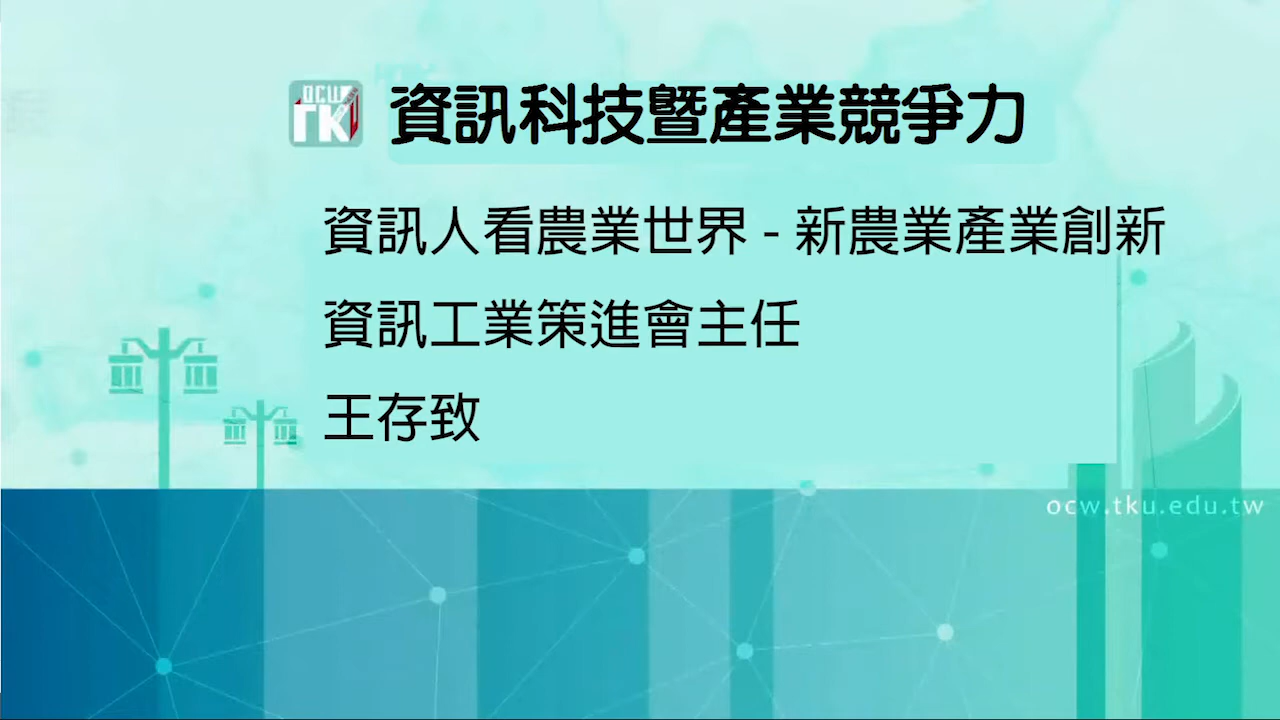 OCW
TK
資訊科技暨產業競爭力
資訊人看農業世界 - 新農業產業創新
資訊工業策進會主任
王存致
ocw.tku.edu.tw